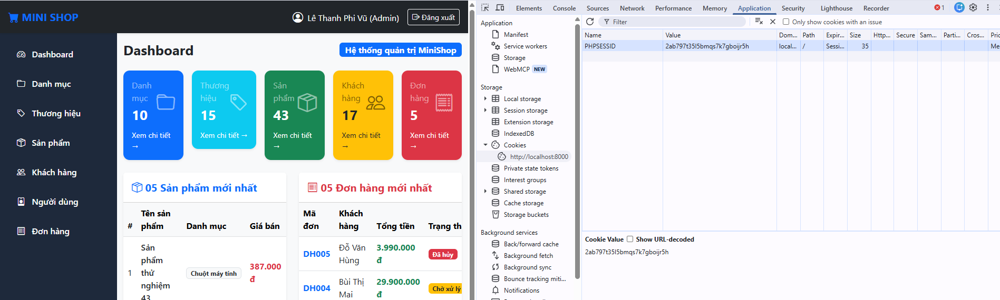 MINI SHOP
Lê Thanh Phi Vũ (Admin)
Đăng xuất
Dashboard
Danh mục
Thương hiệu
Sản phẩm
Khách hàng
Người dùng
Đơn hàng
Dashboard
Hệ thống quản trị MiniShop
Danh
mục
10
Xem chi tiết
→
Thương
hiệu
15
Xem chi tiết →
Sản
phẩm
43
Xem chi tiết
→
Khách
hàng
17
Xem chi tiết
→
Đơn
hàng
5
Xem chi tiết
→
05 Sản phẩm mới nhất
# Tên sản phẩm Danh mục Giá bán
1 Sản phẩm thử nghiệm 43 Chuột máy tính 387.000 đ
05 Đơn hàng mới nhất
Mã đơn Khách hàng Tổng tiền Trạng th
DH005 Đỗ Văn Hùng 3.990.000 đ Đã hủy
DH004 Bùi Thị Mai 29.900.000 đ Chờ xử lý
Elements Console Sources Network Performance Memory Application Security Lighthouse Recorder 1
Application
Manifest
Service workers
Storage
WebMCP NEW
Storage
Local storage
Session storage
Extension storage
IndexedDB
Cookies
http://localhost:8000
Private state tokens
Interest groups
Shared storage
Cache storage
Storage buckets
Background services
Back/forward cache
Background fetch
Background sync
Bounce tracking miti...
Notifications
Filter
Only show cookies with an issue
Name Value Dom... Path Expir... Size Http... Secure Sam... Parti... Cros... Prio
PHPSESSID 2ab797t35l5bmqs7k7gboijr5h local... / Sessi... 35 Me
Cookie Value Show URL-decoded
2ab797t35l5bmqs7k7gboijr5h